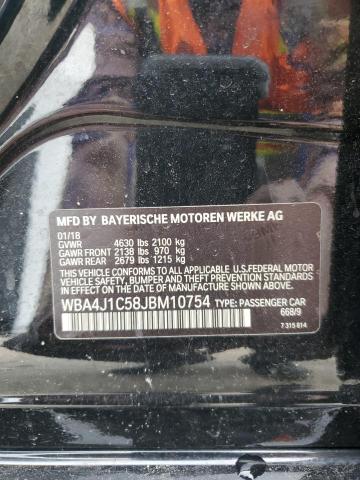 MFD BY BAYERISCHE MOTOREN WERKE AG
01/18
GVWR 4630 lbs 2100 kg
GAWR FRONT 2138 lbs 970 kg
GAWR REAR 2679 lbs 1215 kg
THIS VEHICLE CONFORMS TO ALL APPLICABLE U.S.FEDERAL
MOTOR VEHICLE SAFETY, BUMPER, AND THEFT PREVENTION STANDARDS
IN EFFECT ON THE DATE OF MANUFACTURE SHOWN ABOVE.
WBA4J1C58JBM10754 TYPE: PASSENGER CAR
668/9
7 315 814